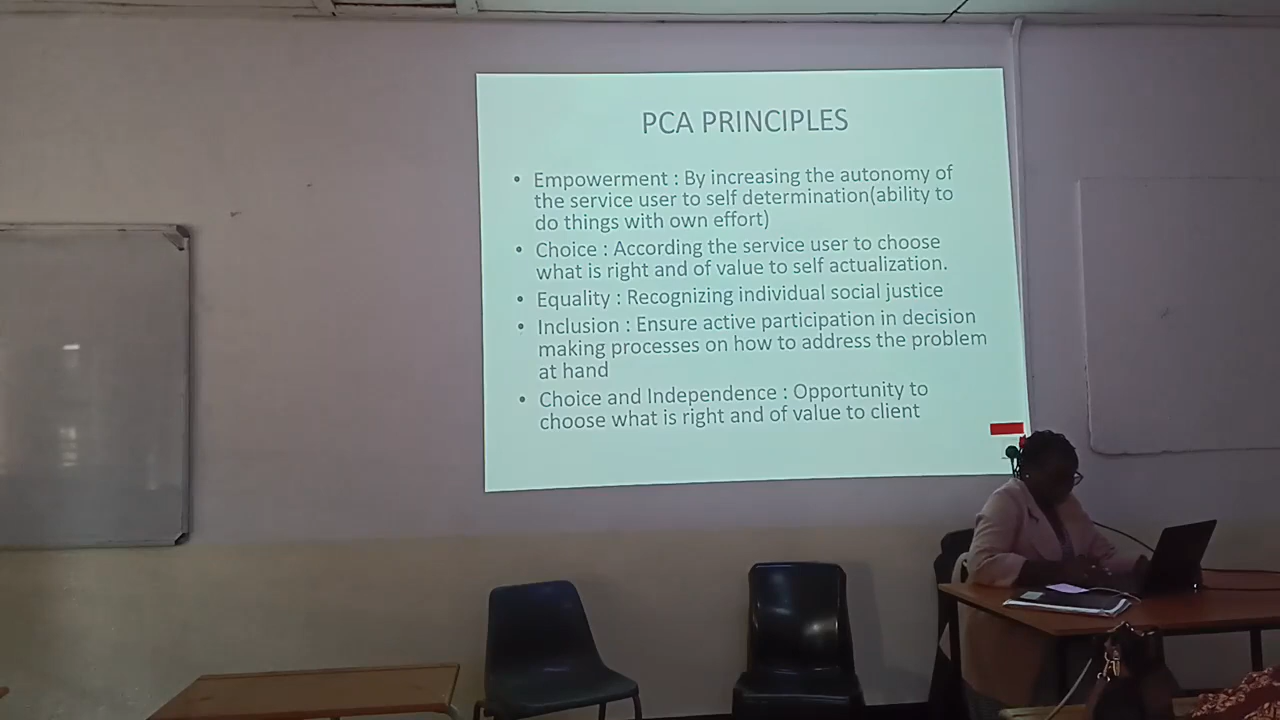 PCA PRINCIPLES
• Empowerment : By increasing the autonomy of
the service user to self determination(ability to
do things with own effort)
• Choice : According the service user to choose
what is right and of value to self actualization.
• Equality : Recognizing individual social justice
• Inclusion : Ensure active participation in decision
making processes on how to address the problem
at hand
• Choice and Independence : Opportunity to
choose what is right and of value to client